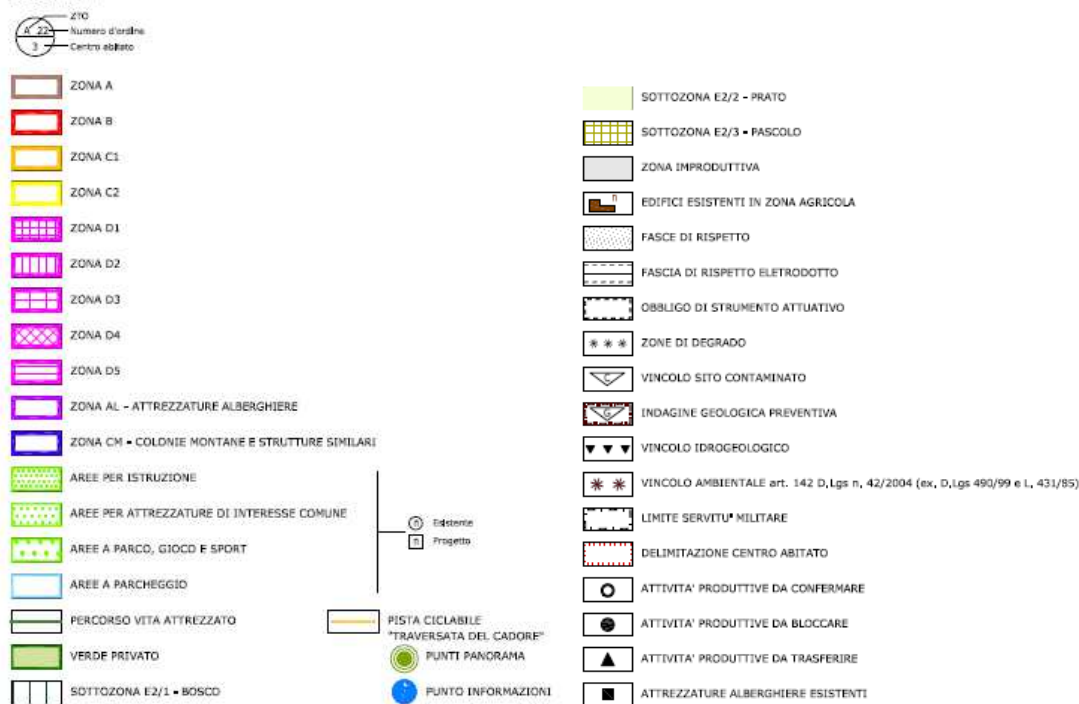 ZTO
A 22 Numero d'ordine
3 Centro abitato
ZONA A
ZONA B
ZONA C1
ZONA C2
ZONA D1
ZONA D2
ZONA D3
ZONA D4
ZONA D5
ZONA AL - ATTREZZATURE ALBERGHIERE
ZONA CM - COLONIE MONTANE E STRUTTURE SIMILARI
AREE PER ISTRUZIONE
AREE PER ATTREZZATURE DI INTERESSE COMUNE
AREE A PARCO, GIOCO E SPORT
AREE A PARCHEGGIO
n Esistente
n Progetto
PERCORSO VITA ATTREZZATO
VERDE PRIVATO
SOTTOZONA E2/1 - BOSCO
PISTA CICLABILE
"TRAVERSATA DEL CADORE"
PUNTI PANORAMA
PUNTO INFORMAZIONI
SOTTOZONA E2/2 - PRATO
SOTTOZONA E2/3 - PASCOLO
ZONA IMPRODUTTIVA
n EDIFICI ESISTENTI IN ZONA AGRICOLA
FASCE DI RISPETTO
FASCIA DI RISPETTO ELETRODOTTO
OBBLIGO DI STRUMENTO ATTUATIVO
ZONE DI DEGRADO
C VINCOLO SITO CONTAMINATO
G INDAGINE GEOLOGICA PREVENTIVA
VINCOLO IDROGEOLOGICO
VINCOLO AMBIENTALE art. 142 D.Lgs n. 42/2004 (ex. D.Lgs 490/99 e L. 431/85)
LIMITE SERVITU' MILITARE
DELIMITAZIONE CENTRO ABITATO
ATTIVITA' PRODUTTIVE DA CONFERMARE
ATTIVITA' PRODUTTIVE DA BLOCCARE
ATTIVITA' PRODUTTIVE DA TRASFERIRE
ATTREZZATURE ALBERGHIERE ESISTENTI